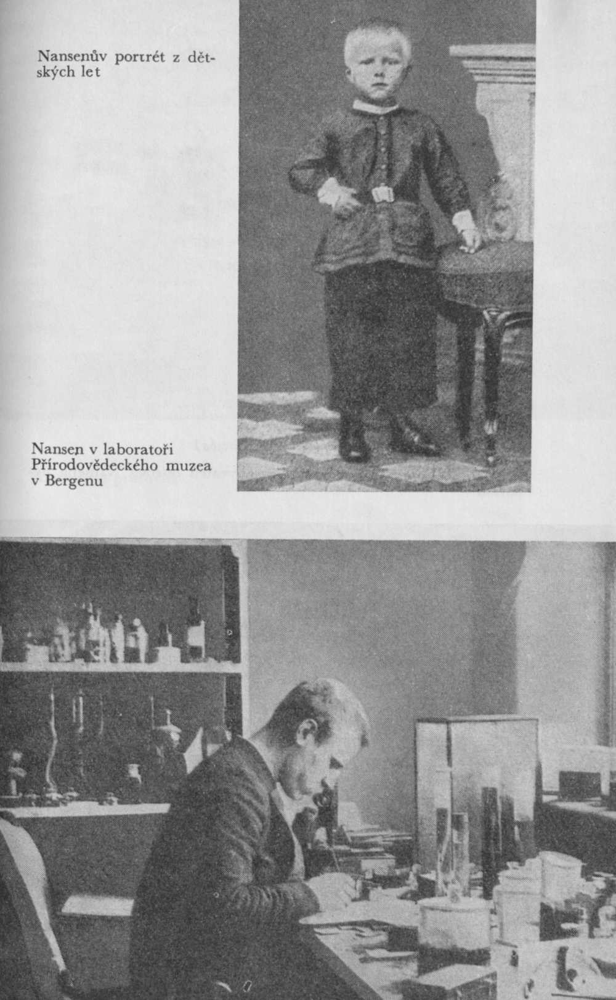 Nansenův portrét z dět-
ských let
Nansen v laboratoři
Přírodovědeckého muzea
v Bergenu